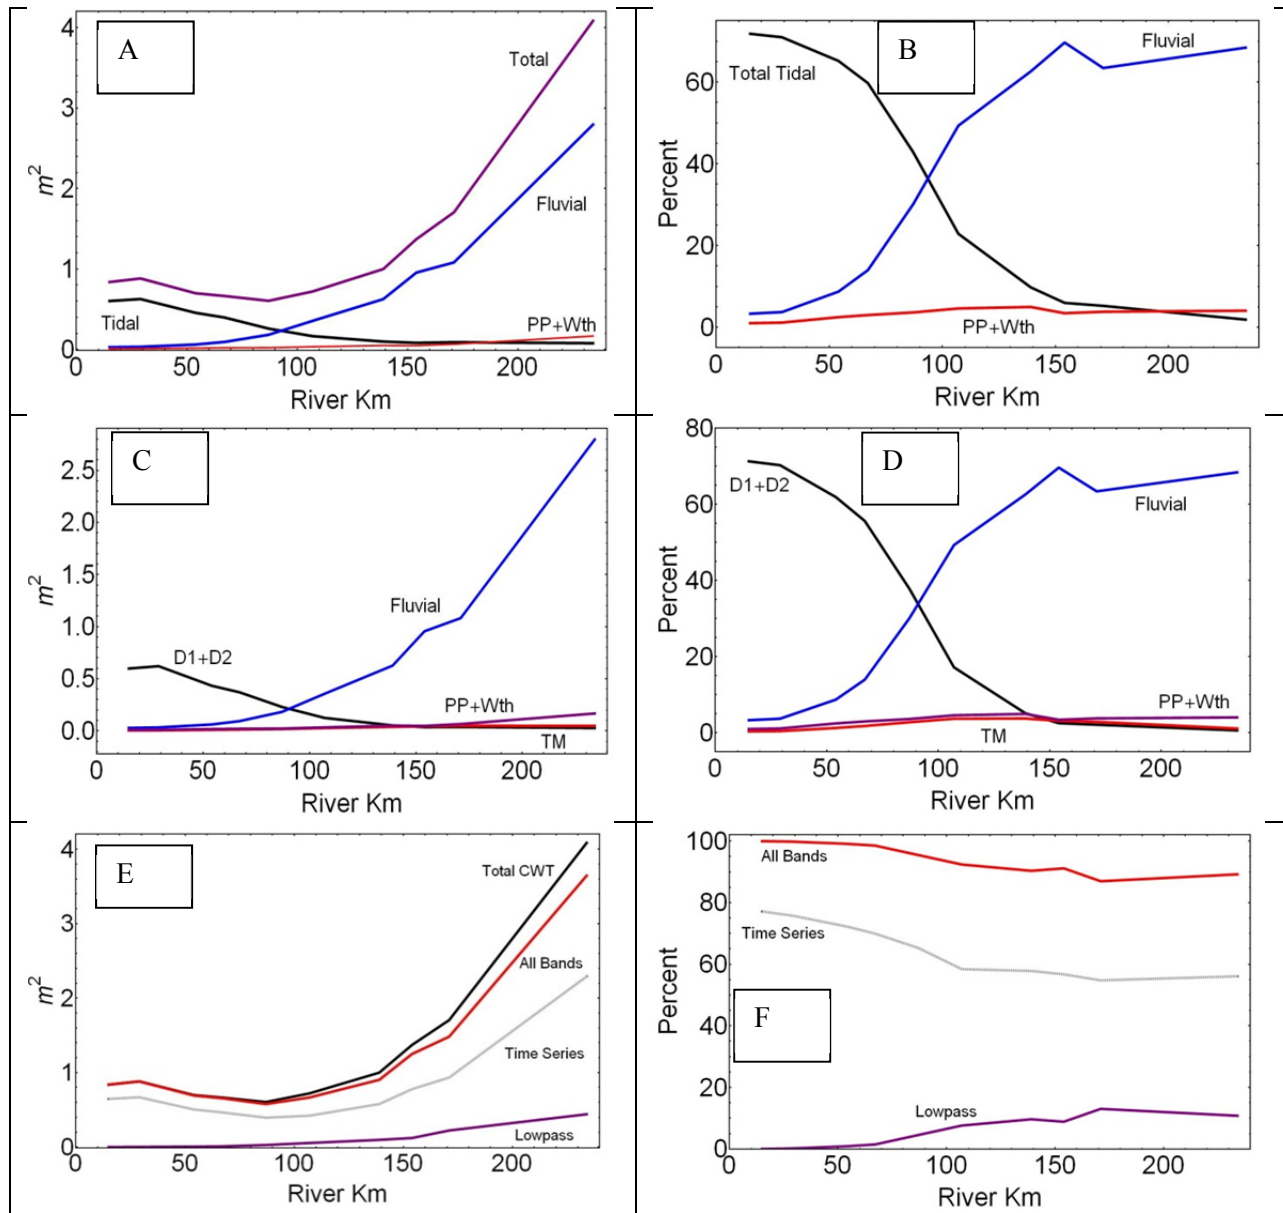 A
4
3
2
1
0
m²
Total
Fluvial
Tidal
PP+Wth
0 50 100 150 200
River Km
B
60
40
20
0
Percent
Total Tidal
Fluvial
PP+Wth
0 50 100 150 200
River Km
C
2.5
2.0
1.5
1.0
0.5
0.0
m²
Fluvial
D1+D2
PP+Wth
TM
0 50 100 150 200
River Km
D
80
60
40
20
0
Percent
D1+D2
Fluvial
PP+Wth
TM
0 50 100 150 200
River Km
E
4
3
2
1
0
m²
Total CWT
All Bands
Time Series
Lowpass
0 50 100 150 200
River Km
F
100
80
60
40
20
0
Percent
All Bands
Time Series
Lowpass
0 50 100 150 200
River Km